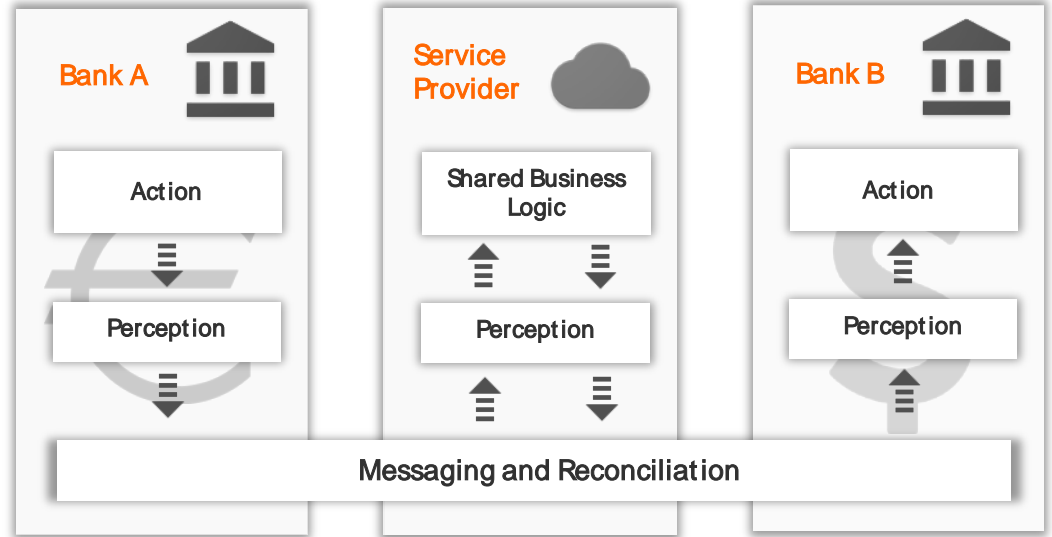 Bank A
Action
Perception
Service
Provider
Shared Business
Logic
Perception
Bank B
Action
Perception
Messaging and Reconciliation
€
$